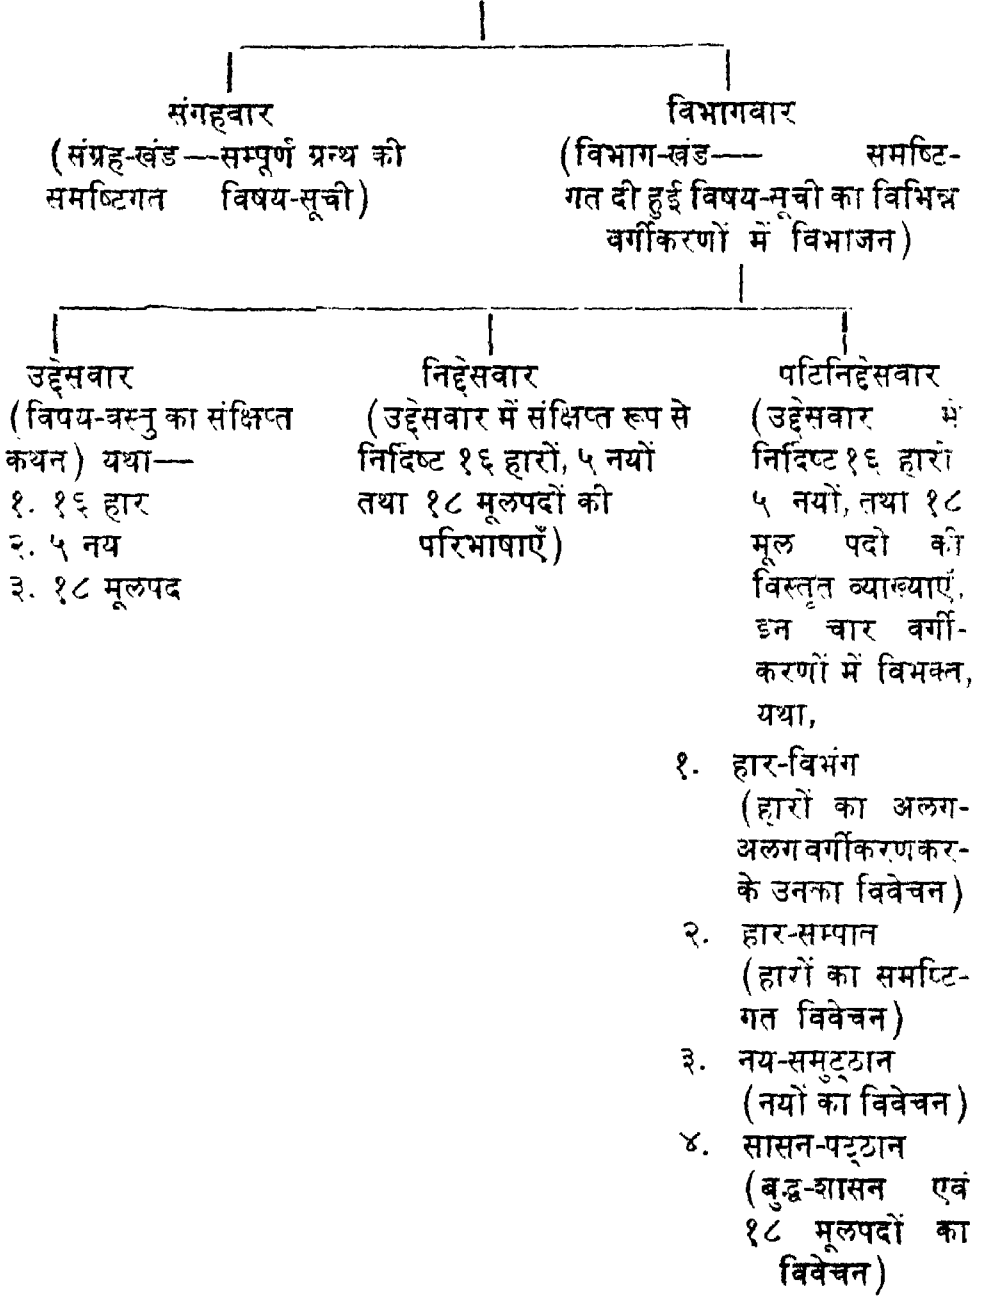 संगहवार
(संग्रह-खंड—सम्पूर्ण ग्रन्थ की
समष्टिगत विषय-सूची)
विभागवार
(विभाग-खंड— समष्टि-
गत दी हुई विषय-सूची का विभिन्न
वर्गीकरणों में विभाजन)
उद्देसवार
(विषय-वस्तु का संक्षिप्त
कथन) यथा—
१. १६ हार
२. ५ नय
३. १८ मूलपद
निद्देसवार
(उद्देसवार में संक्षिप्त रूप से
निर्दिष्ट १६ हारों, ५ नयों
तथा १८ मूलपदों की
परिभाषाएँ)
पटिनिद्देसवार
(उद्देसवार में
निर्दिष्ट १६ हारों
५ नयों, तथा १८
मूल पदो की
विस्तृत व्याख्याएँ,
इन चार वर्गी-
करणों में विभक्त,
यथा,
१. हार-विभंग
(हारों का अलग-
अलग वर्गीकरण कर-
के उनका विवेचन)
२. हार-सम्पात
(हारों का समष्टि-
गत विवेचन)
३. नय-समुट्ठान
(नयों का विवेचन)
४. सासन-पट्ठान
(बुद्ध-शासन एवं
१८ मूलपदों का
विवेचन)